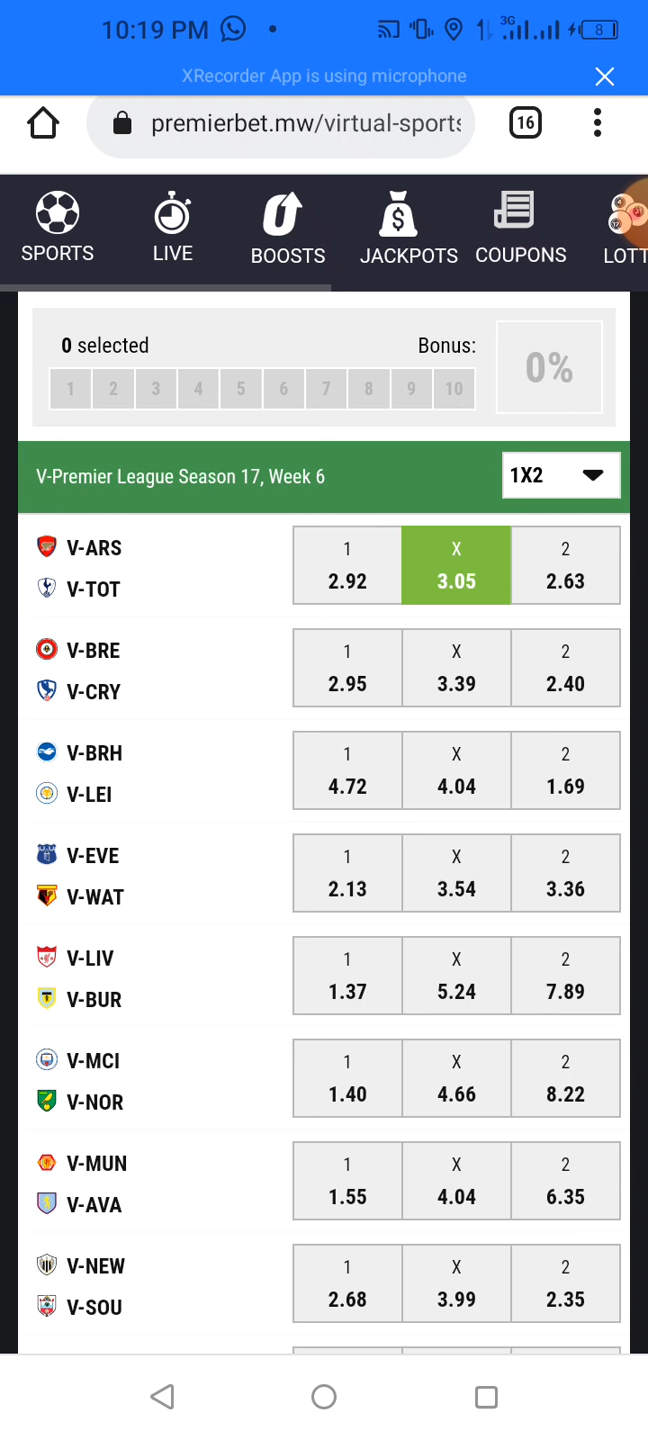 10:19 PM 3G 8
XRecorder App is using microphone
premierbet.mw/virtual-sports 16
SPORTS LIVE BOOSTS JACKPOTS COUPONS LOTT
0 selected Bonus: 0%
1 2 3 4 5 6 7 8 9 10
V-Premier League Season 17, Week 6 1X2
V-ARS 1 X 2
V-TOT 2.92 3.05 2.63
V-BRE 1 X 2
V-CRY 2.95 3.39 2.40
V-BRH 1 X 2
V-LEI 4.72 4.04 1.69
V-EVE 1 X 2
V-WAT 2.13 3.54 3.36
V-LIV 1 X 2
V-BUR 1.37 5.24 7.89
V-MCI 1 X 2
V-NOR 1.40 4.66 8.22
V-MUN 1 X 2
V-AVA 1.55 4.04 6.35
V-NEW 1 X 2
V-SOU 2.68 3.99 2.35